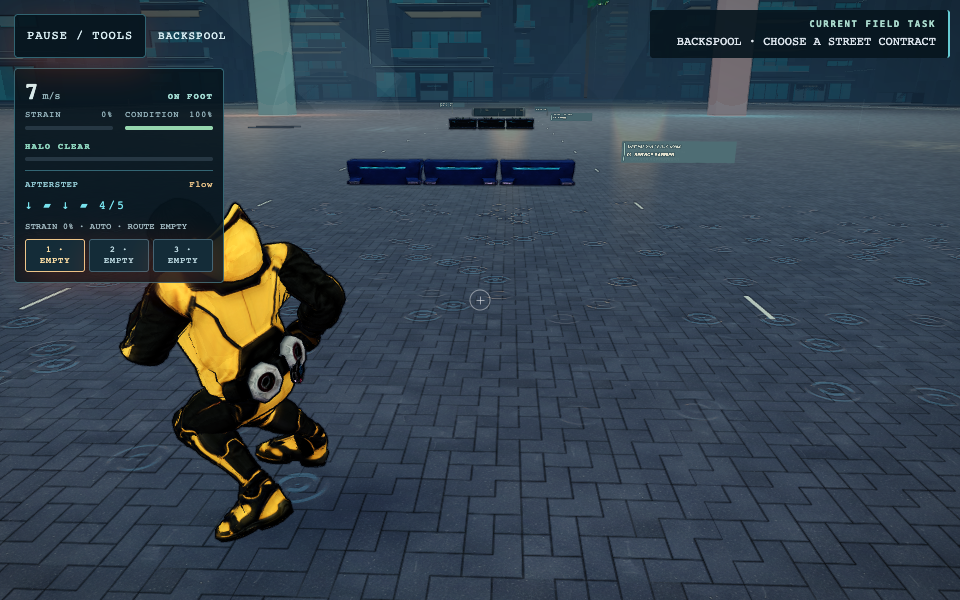 PAUSE / TOOLS
BACKSPOOL
CURRENT FIELD TASK
BACKSPOOL · CHOOSE A STREET CONTRACT
7 m/s
ON FOOT
STRAIN 0%
CONDITION 100%
HALO CLEAR
AFTERSTEP
Flow
4/5
STRAIN 0% · AUTO · ROUTE EMPTY
1 · EMPTY
2 · EMPTY
3 · EMPTY